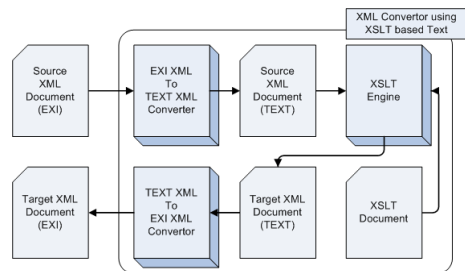 XML Convertor using
XSLT based Text
Source
XML
Document
(EXI)
EXI XML
To
TEXT XML
Converter
Source
XML
Document
(TEXT)
XSLT
Engine
Target XML
Document
(EXI)
TEXT XML
To
EXI XML
Convertor
Target XML
Document
(TEXT)
XSLT
Document